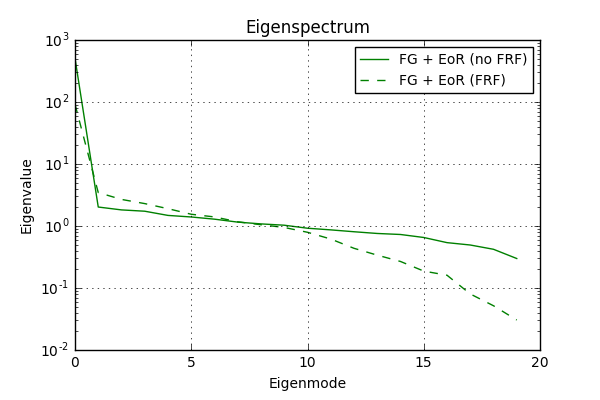 Eigenspectrum
FG + EoR (no FRF)
FG + EoR (FRF)
Eigenvalue
10^3
10^2
10^1
10^0
10^-1
10^-2
0 5 10 15 20
Eigenmode